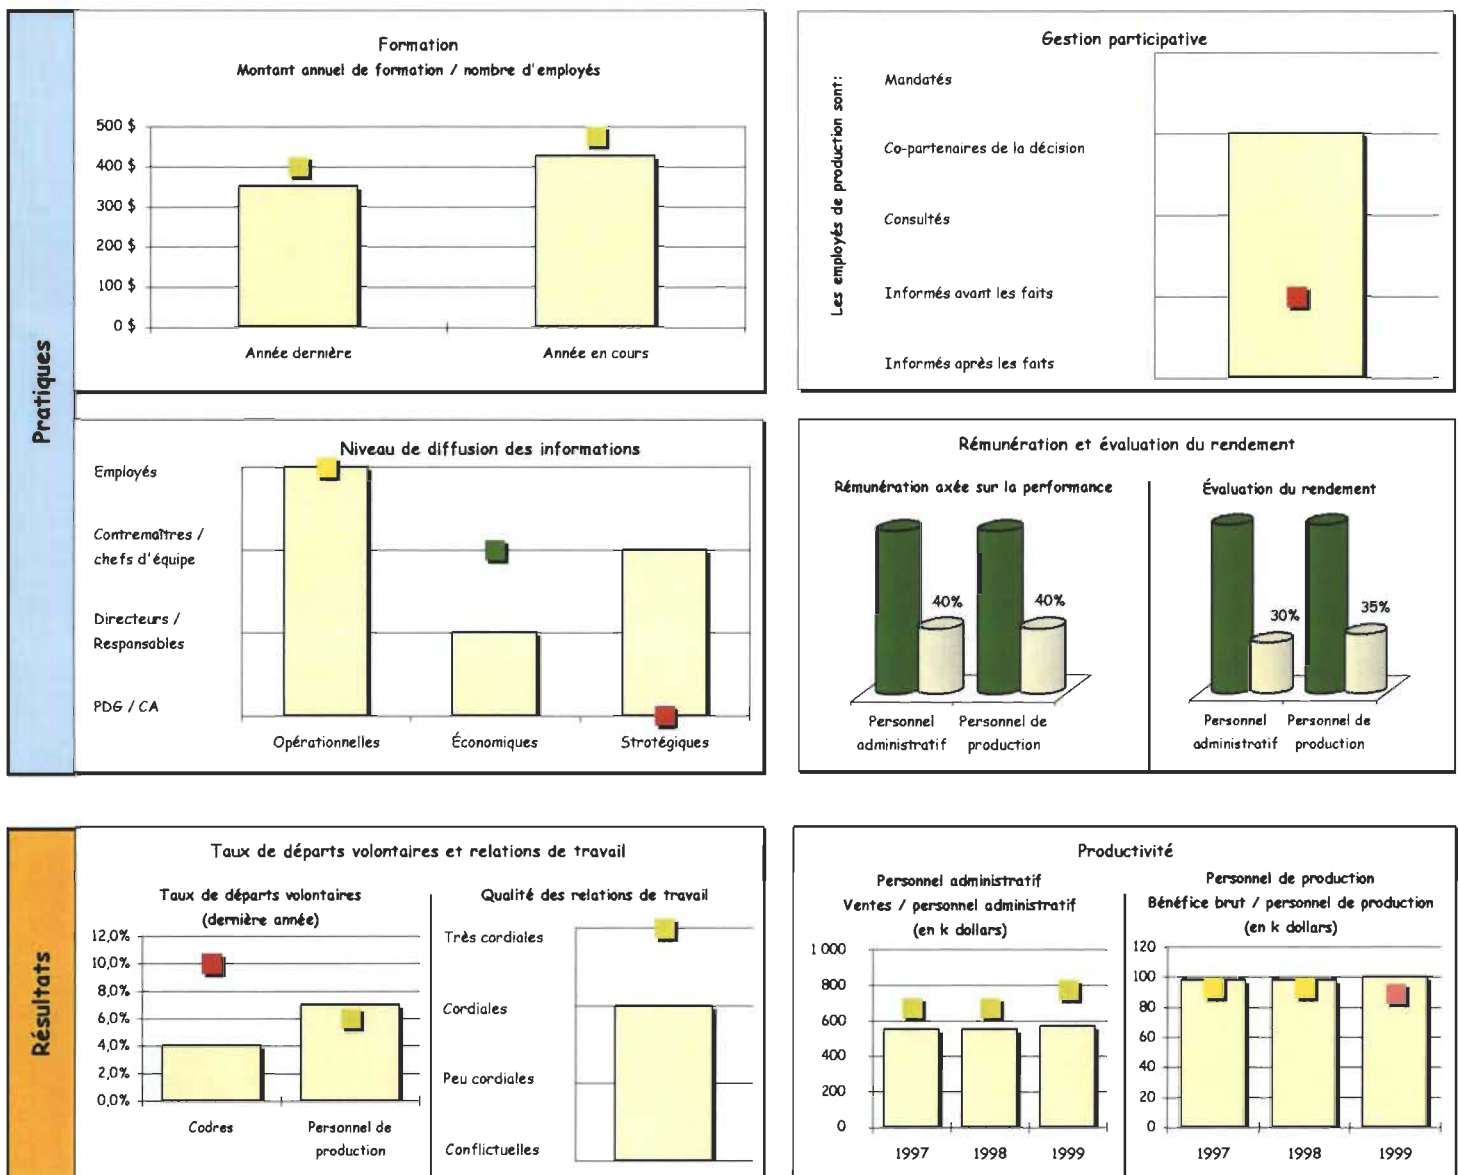 Pratiques
Formation
Montant annuel de formation / nombre d'employés
500 $
400 $
300 $
200 $
100 $
0 $
Année dernière
Année en cours
Gestion participative
Les employés de production sont:
Mandatés
Co-partenaires de la décision
Consultés
Informés avant les faits
Informés après les faits
Niveau de diffusion des informations
Employés
Contremaîtres /
chefs d'équipe
Directeurs /
Responsables
PDG / CA
Opérationnelles
Économiques
Stratégiques
Rémunération et évaluation du rendement
Rémunération axée sur la performance
40%
40%
Personnel
administratif
Personnel de
production
Évaluation du rendement
30%
35%
Personnel
administratif
Personnel de
production
Résultats
Taux de départs volontaires et relations de travail
Taux de départs volontaires
(dernière année)
12,0%
10,0%
8,0%
6,0%
4,0%
2,0%
0,0%
Codres
Personnel de
production
Qualité des relations de travail
Très cordiales
Cordiales
Peu cordiales
Conflictuelles
Productivité
Personnel administratif
Ventes / personnel administratif
(en k dollars)
1 000
800
600
400
200
0
1997
1998
1999
Personnel de production
Bénéfice brut / personnel de production
(en k dollars)
120
100
80
60
40
20
0
1997
1998
1999